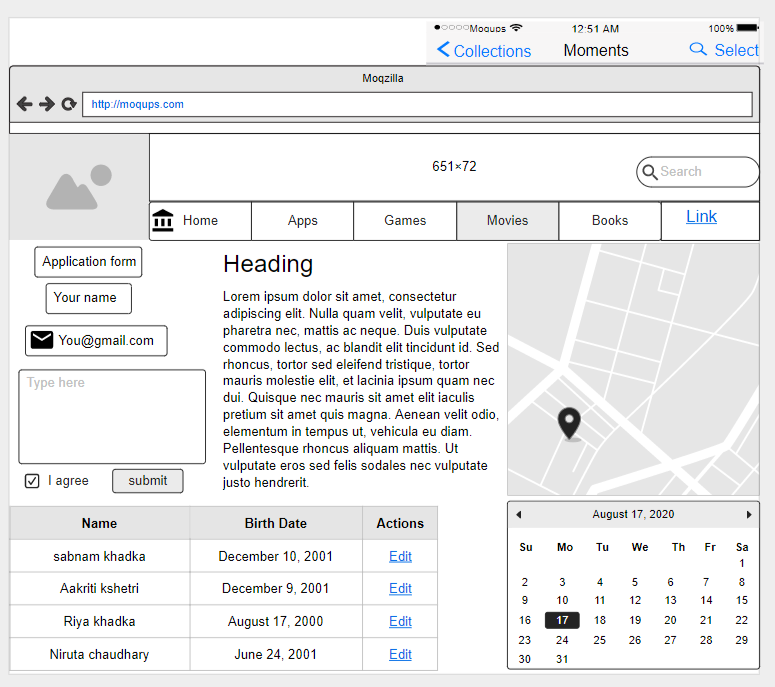 Moqups 12:51 AM 100%
Collections Moments Select
Moqzilla
http://moqups.com
651×72
Search
Home Apps Games Movies Books Link
Application form
Your name
You@gmail.com
Type here
I agree submit
Heading
Lorem ipsum dolor sit amet, consectetur
adipiscing elit. Nulla quam velit, vulputate eu
pharetra nec, mattis ac neque. Duis vulputate
commodo lectus, ac blandit elit tincidunt id. Sed
rhoncus, tortor sed eleifend tristique, tortor
mauris molestie elit, et lacinia ipsum quam nec
dui. Quisque nec mauris sit amet elit iaculis
pretium sit amet quis magna. Aenean velit odio,
elementum in tempus ut, vehicula eu diam.
Pellentesque rhoncus aliquam mattis. Ut
vulputate eros sed felis sodales nec vulputate
justo hendrerit.
Name Birth Date Actions
sabnam khadka December 10, 2001 Edit
Aakriti kshetri December 9, 2001 Edit
Riya khadka August 17, 2000 Edit
Niruta chaudhary June 24, 2001 Edit
August 17, 2020
Su Mo Tu We Th Fr Sa
1
2 3 4 5 6 7 8
9 10 11 12 13 14 15
16 17 18 19 20 21 22
23 24 25 26 27 28 29
30 31